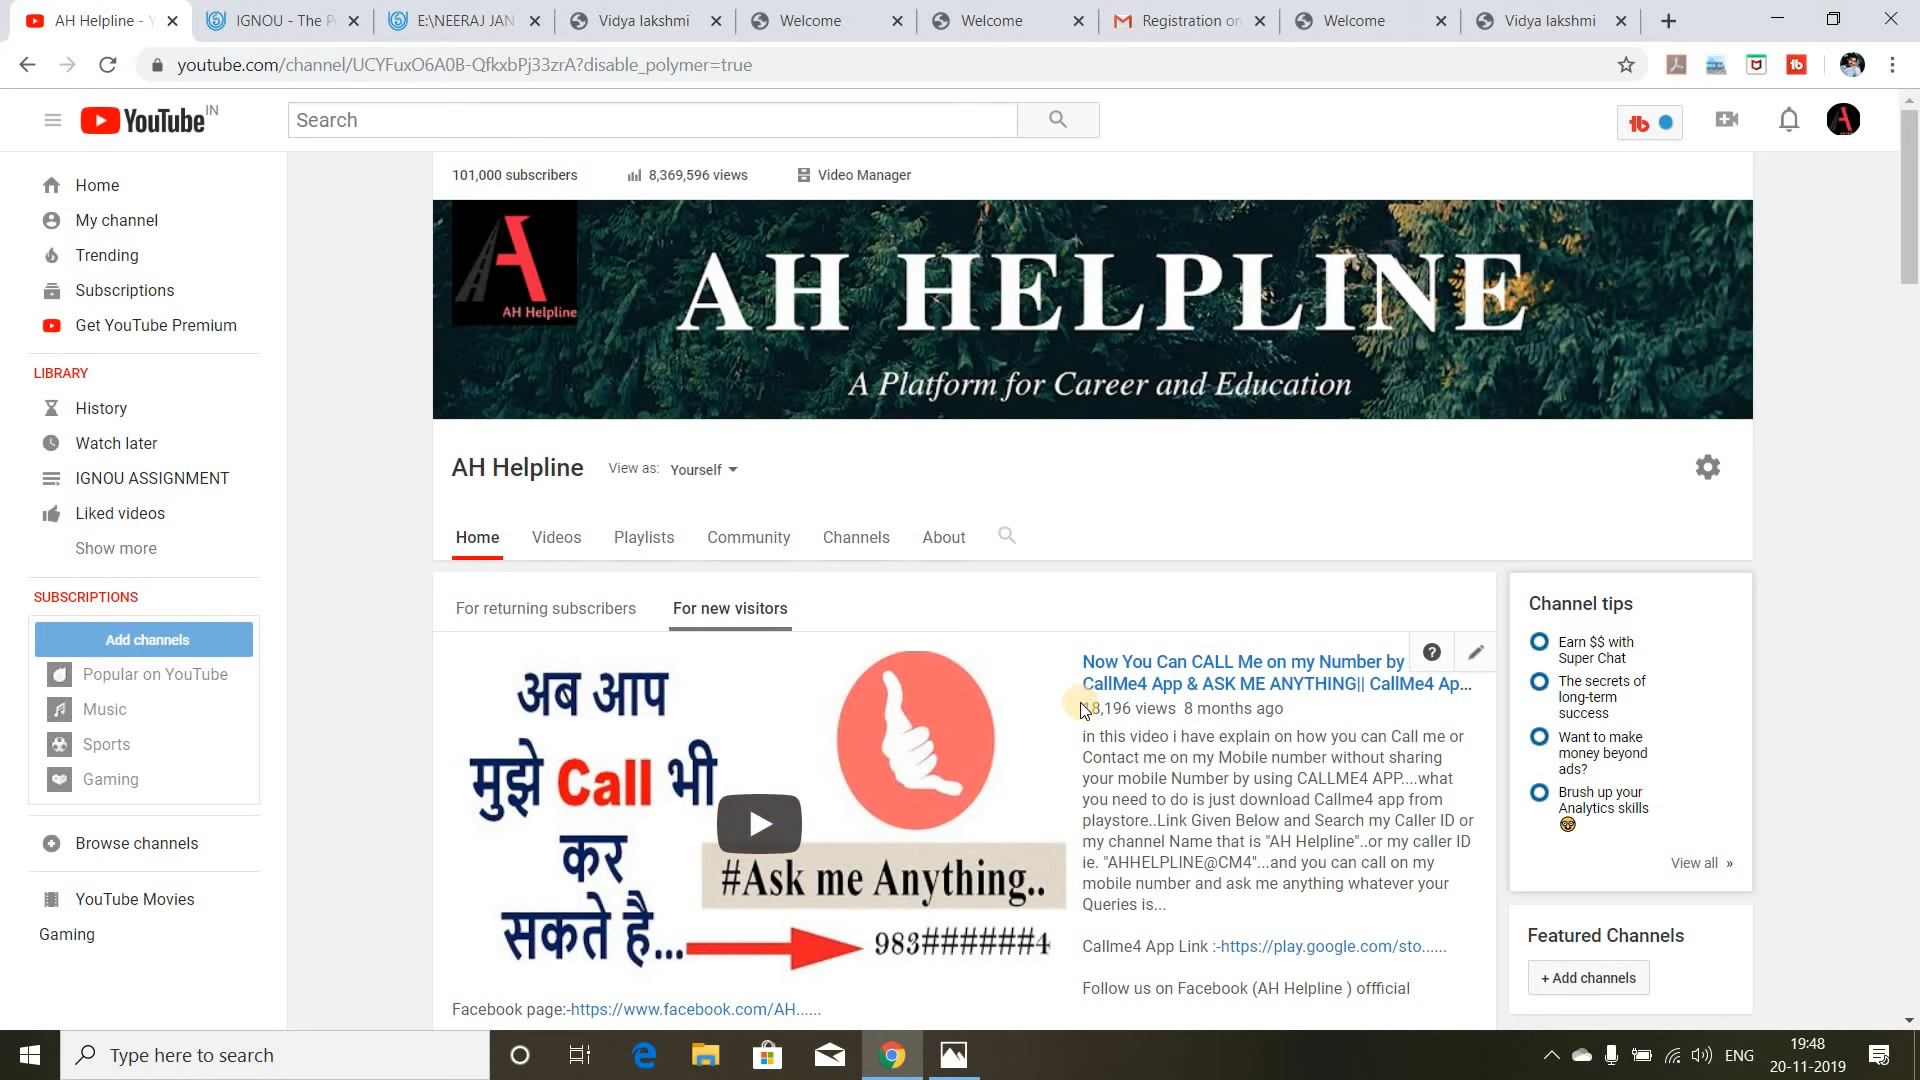 AH Helpline - Y
IGNOU - The P
E:\NEERAJ JAN
Vidya lakshmi
Welcome
Welcome
Registration on
Welcome
Vidya lakshmi
youtube.com/channel/UCYFuxO6A0B-QfkxbPj33zrA?disable_polymer=true
YouTube IN
Search
101,000 subscribers
8,369,596 views
Video Manager
AH Helpline
AH HELPLINE
A Platform for Career and Education
AH Helpline
View as: Yourself
Home
Videos
Playlists
Community
Channels
About
Home
My channel
Trending
Subscriptions
Get YouTube Premium
LIBRARY
History
Watch later
IGNOU ASSIGNMENT
Liked videos
Show more
SUBSCRIPTIONS
Add channels
Popular on YouTube
Music
Sports
Gaming
Browse channels
YouTube Movies
Gaming
For returning subscribers
For new visitors
अब आप
मुझे Call भी
कर
सकते है...
#Ask me Anything..
983######4
Now You Can CALL Me on my Number by
CallMe4 App & ASK ME ANYTHING|| CallMe4 Ap...
18,196 views 8 months ago
in this video i have explain on how you can Call me or
Contact me on my Mobile number without sharing
your mobile Number by using CALLME4 APP....what
you need to do is just download Callme4 app from
playstore..Link Given Below and Search my Caller ID or
my channel Name that is "AH Helpline"..or my caller ID
ie. "AHHELPLINE@CM4"...and you can call on my
mobile number and ask me anything whatever your
Queries is...
Callme4 App Link :-https://play.google.com/sto......
Follow us on Facebook (AH Helpline ) offficial
Facebook page:-https://www.facebook.com/AH......
Channel tips
Earn $$ with
Super Chat
The secrets of
long-term
success
Want to make
money beyond
ads?
Brush up your
Analytics skills
View all »
Featured Channels
+ Add channels
Type here to search
ENG
19:48
20-11-2019